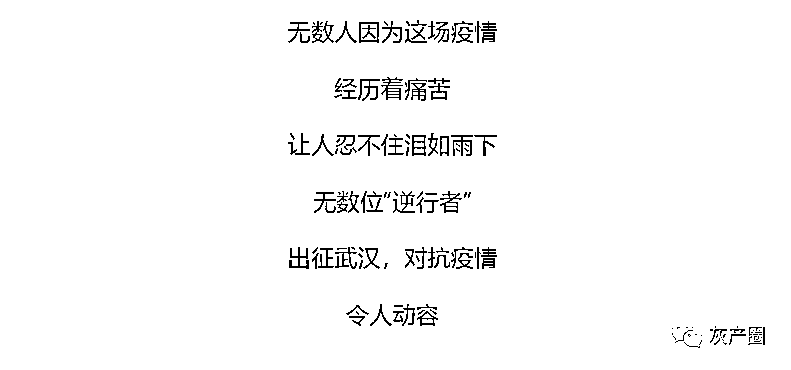 无数人因为这场疫情
经历着痛苦
让人忍不住泪如雨下
无数位“逆行者”
出征武汉，对抗疫情
令人动容
灰产圈